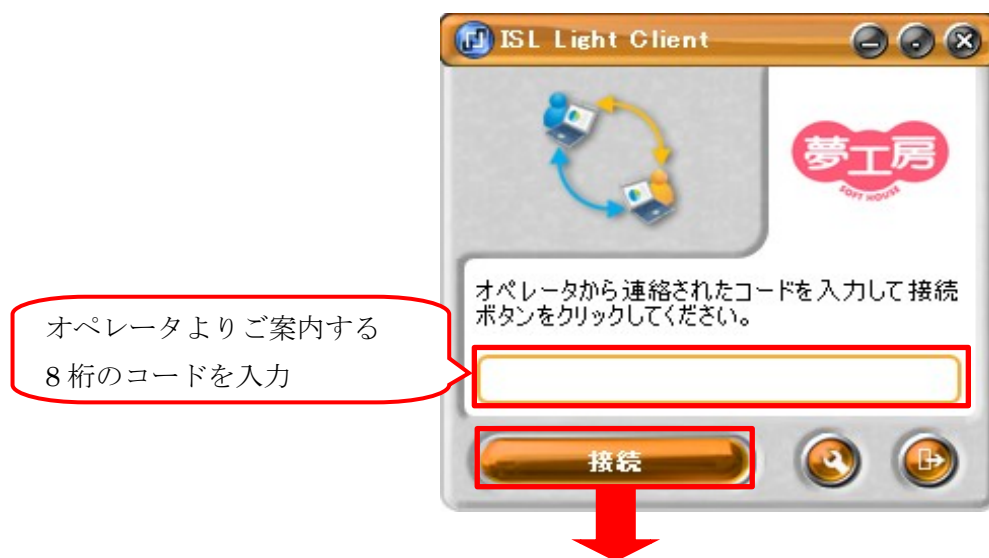 ISL Light Client
夢工房
SOFT HOUSE
オペレータから連絡されたコードを入力して接続
ボタンをクリックしてください。
オペレータよりご案内する
8桁のコードを入力
接続